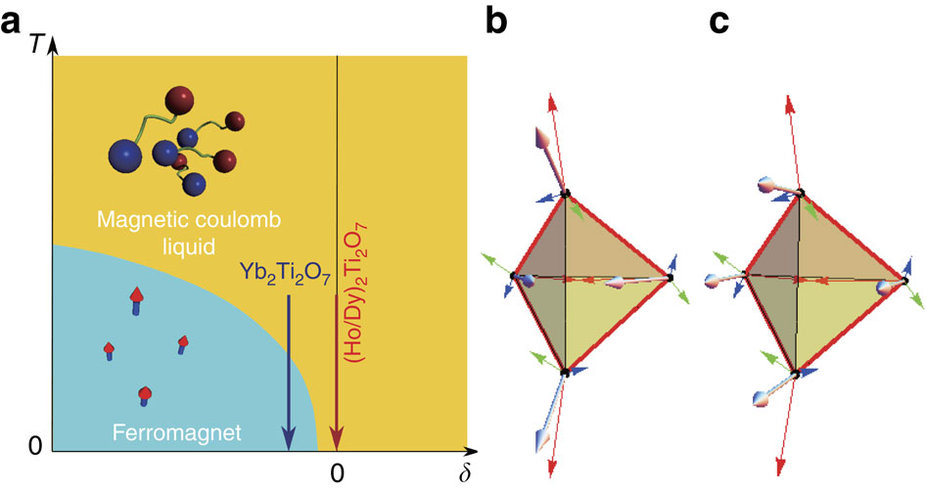 a
T
Magnetic coulomb
liquid
Yb₂Ti₂O₇
(Ho/Dy)₂Ti₂O₇
Ferromagnet
0
0
δ
b
c